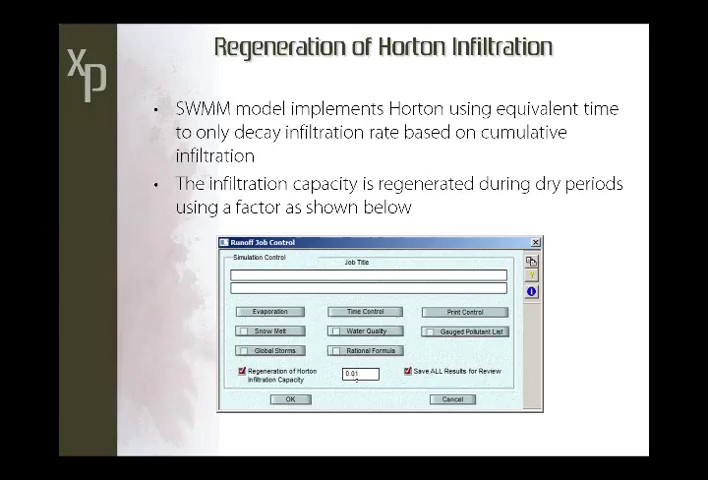 xp
Regeneration of Horton Infiltration
• SWMM model implements Horton using equivalent time
to only decay infiltration rate based on cumulative
infiltration
• The infiltration capacity is regenerated during dry periods
using a factor as shown below
Runoff Job Control
Simulation Control
Job Title
Evaporation Time Control Print Control
Snow Melt Water Quality Gauged Pollutant List
Global Storms Rational Formula
Regeneration of Horton
Infiltration Capacity
0.01
Save ALL Results for Review
OK Cancel